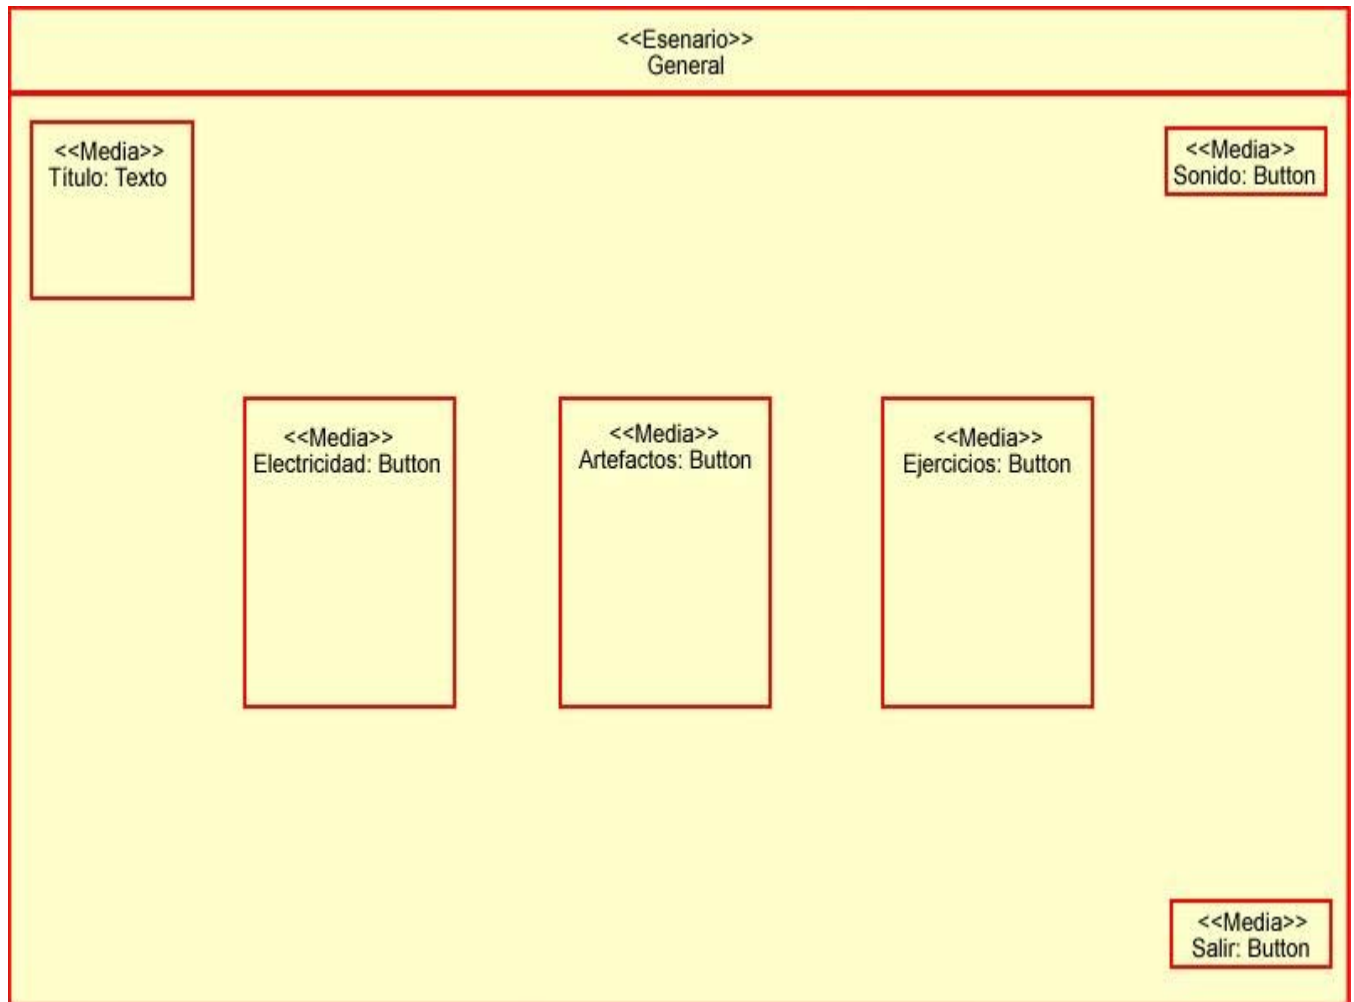 <<Esenario>>
General
<<Media>>
Título: Texto
<<Media>>
Sonido: Button
<<Media>>
Electricidad: Button
<<Media>>
Artefactos: Button
<<Media>>
Ejercicios: Button
<<Media>>
Salir: Button